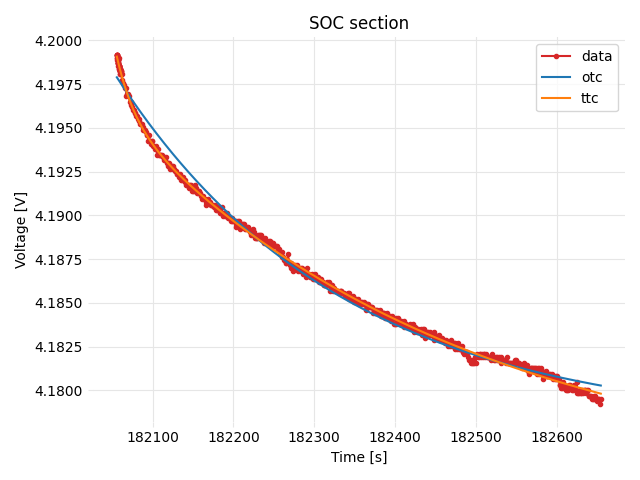 SOC section
4.2000
4.1975
4.1950
4.1925
4.1900
4.1875
4.1850
4.1825
4.1800
Voltage [V]
data
otc
ttc
182100 182200 182300 182400 182500 182600
Time [s]